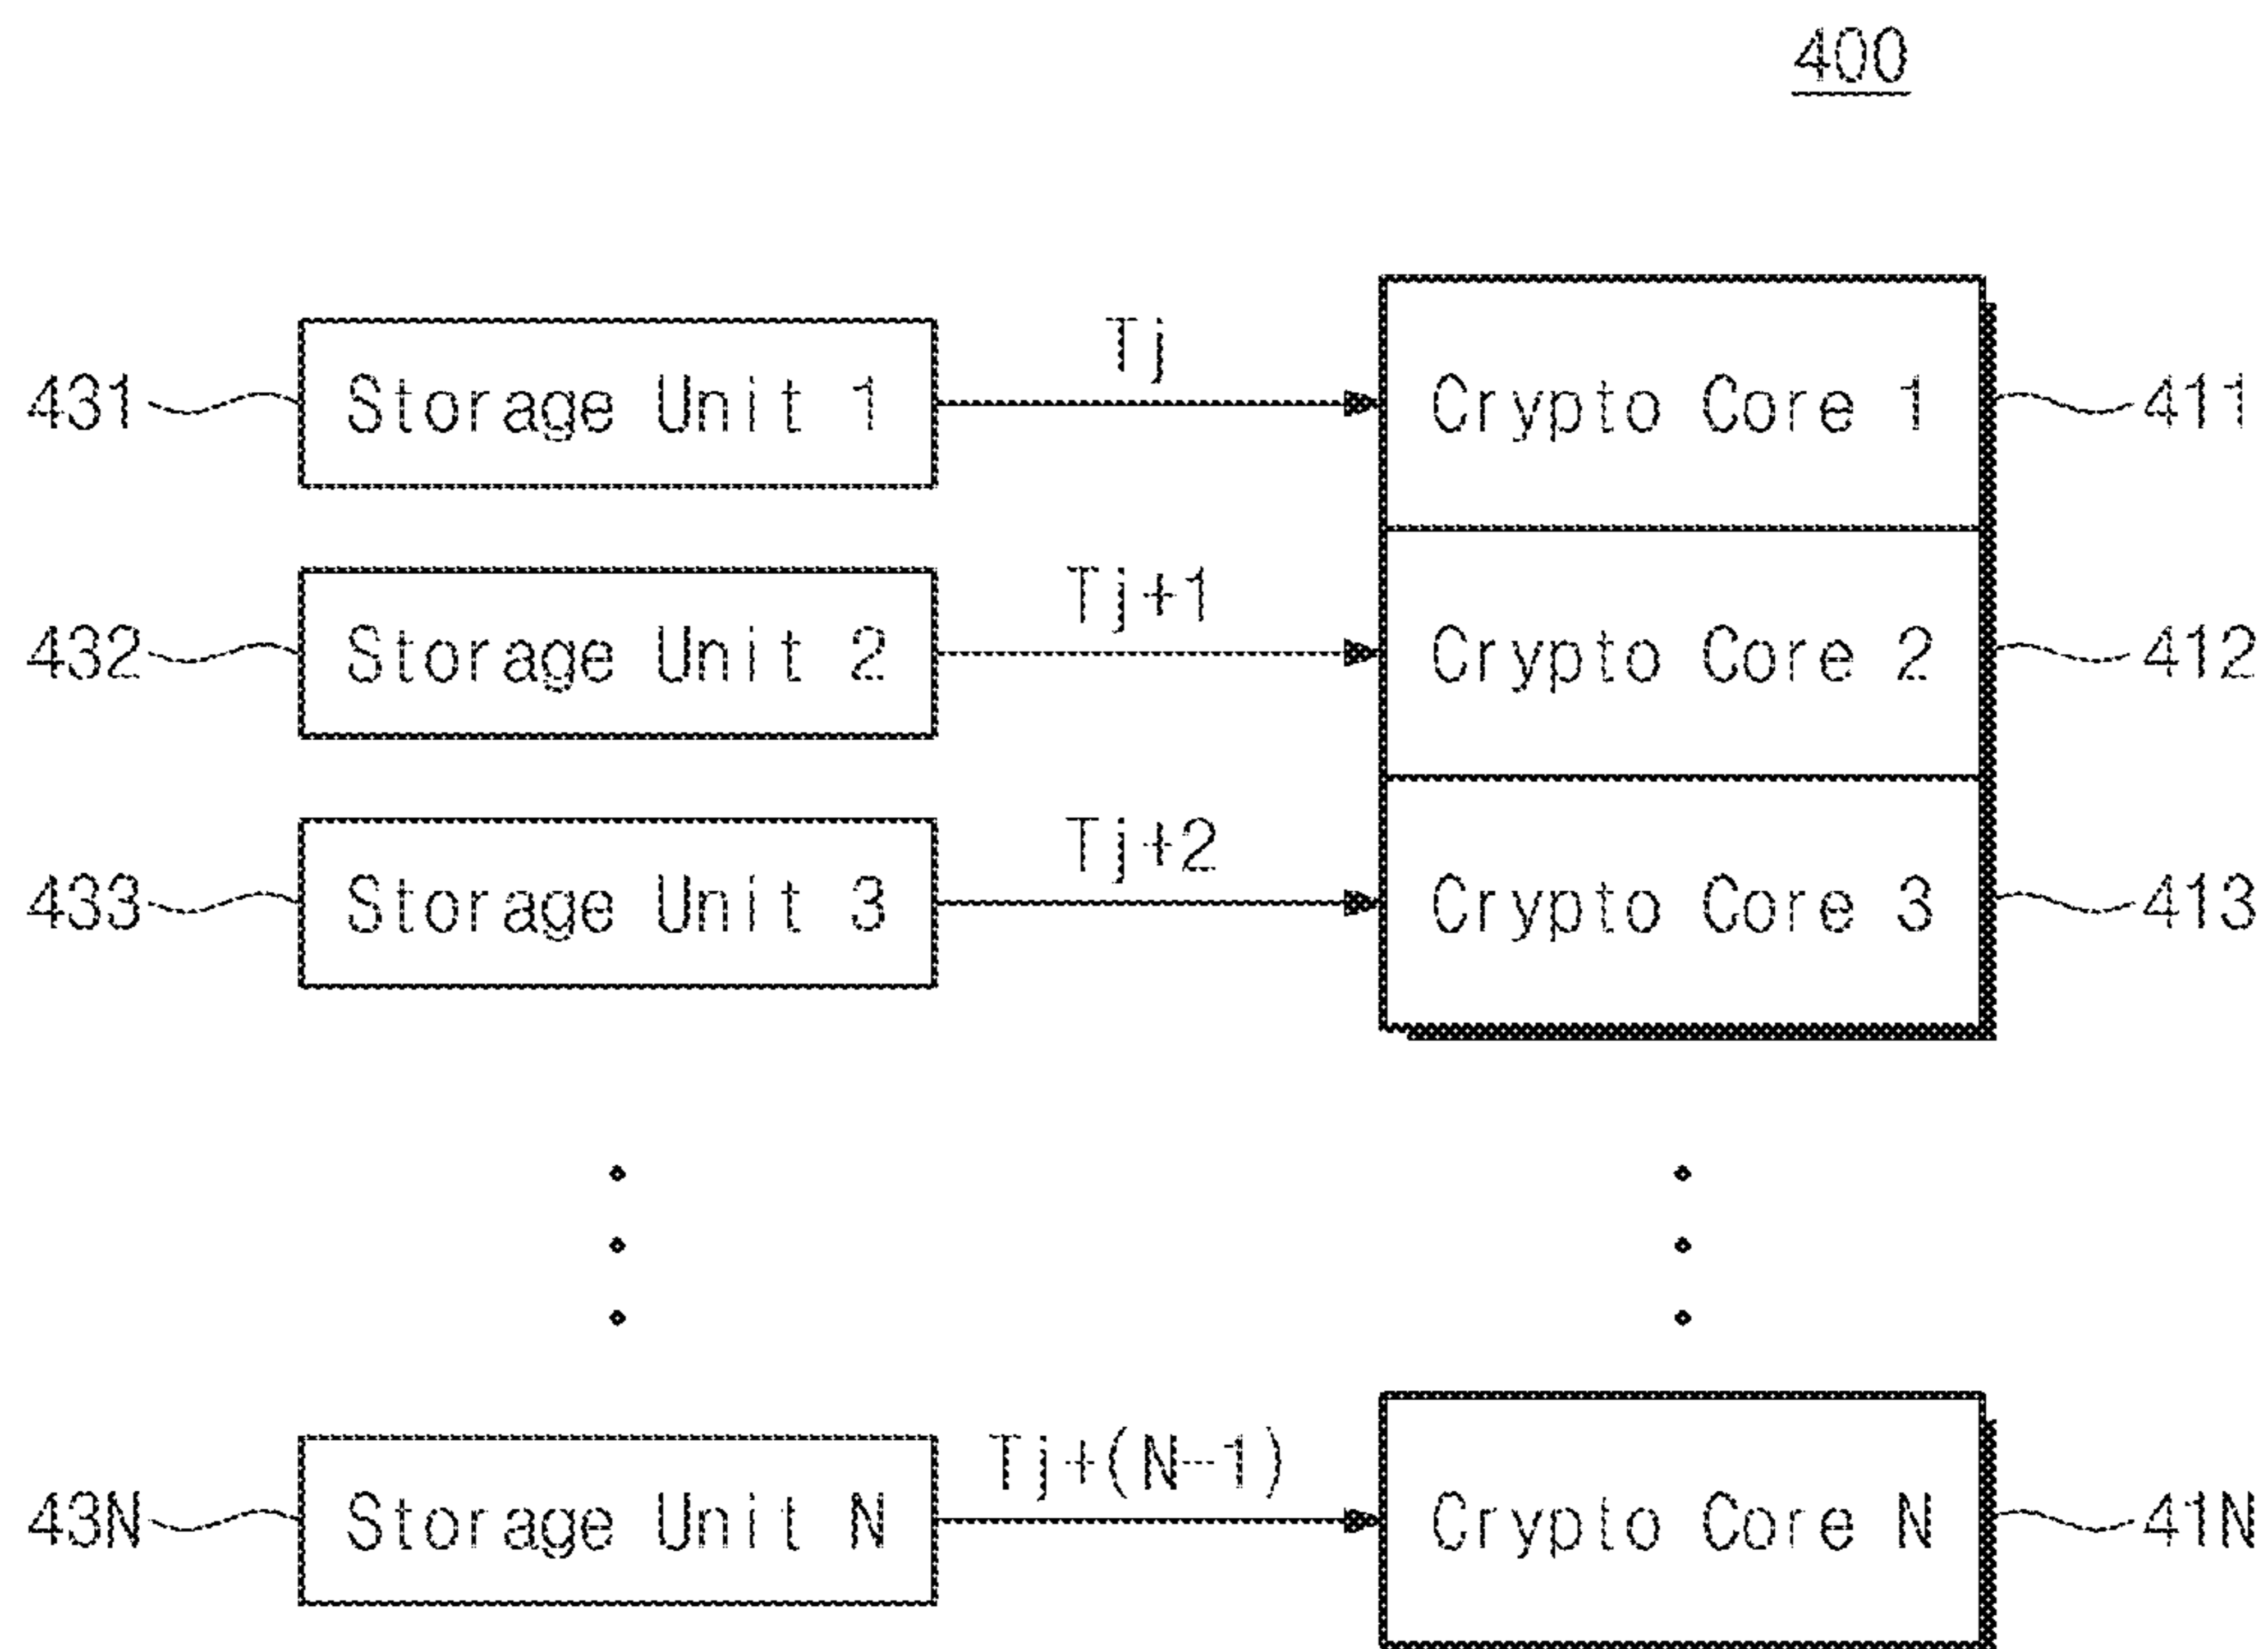 400
Tj
431 Storage Unit 1 Crypto Core 1 411
Tj+1
432 Storage Unit 2 Crypto Core 2 412
Tj+2
433 Storage Unit 3 Crypto Core 3 413
Tj+(N-1)
43N Storage Unit N Crypto Core N 41N